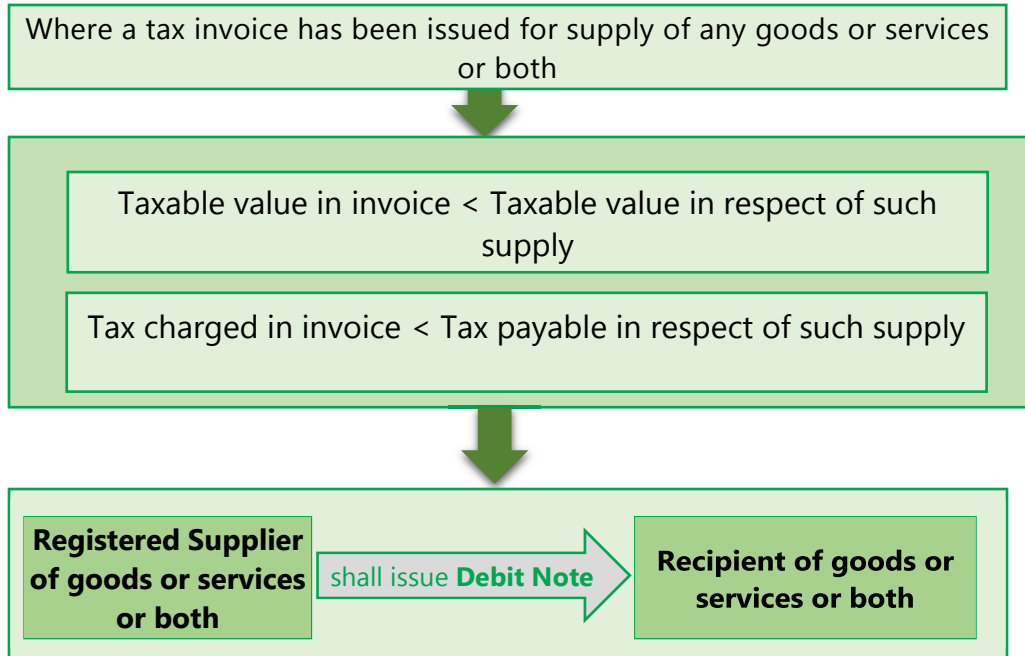 Where a tax invoice has been issued for supply of any goods or services
or both
Taxable value in invoice < Taxable value in respect of such
supply
Tax charged in invoice < Tax payable in respect of such supply
Registered Supplier
of goods or services
or both
shall issue Debit Note
Recipient of goods or
services or both